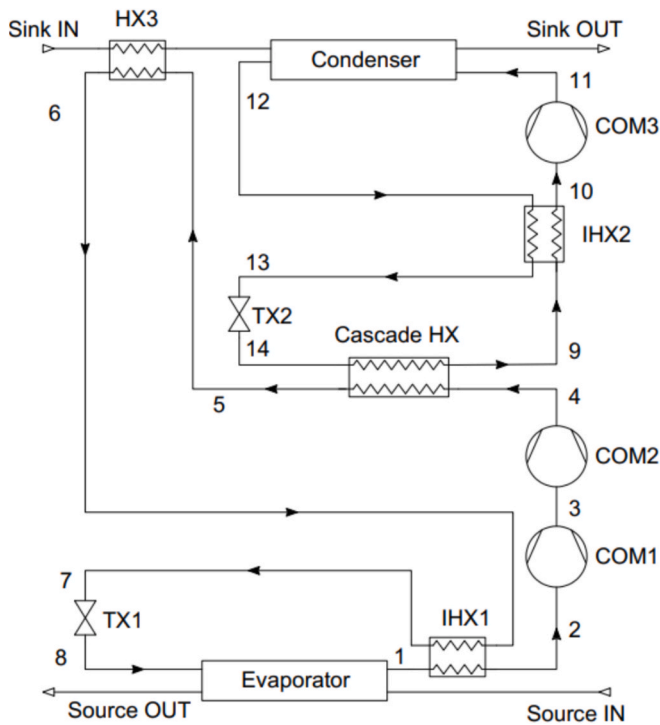 Sink IN
HX3
Sink OUT
Condenser
6
12
11
COM3
10
IHX2
13
TX2
14
Cascade HX
9
5
4
COM2
3
COM1
7
TX1
IHX1
2
8
1
Evaporator
Source OUT
Source IN